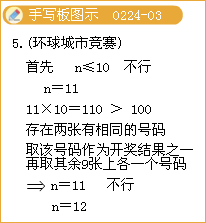 手写板图示 0224-03
5.(环球城市竞赛)
首先 n≤10 不行
n=11
11×10=110 > 100
存在两张有相同的号码
取该号码作为开奖结果之一
再取其余9张上各一个号码
⇒ n=11 不行
n=12